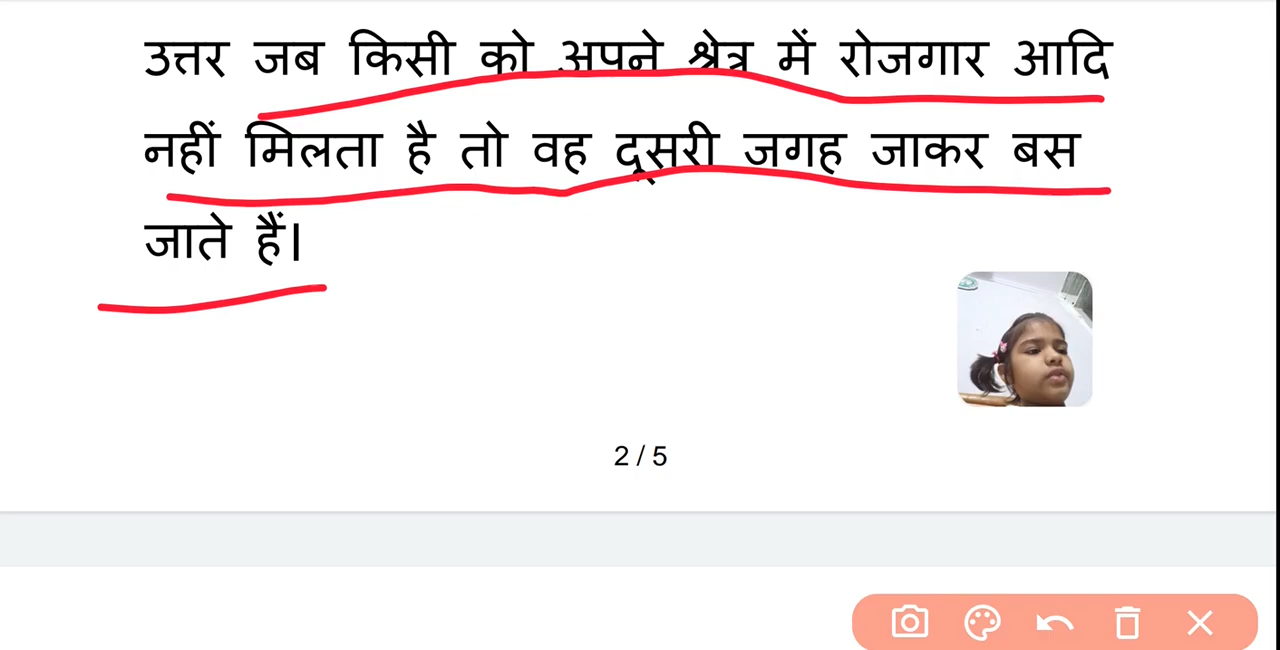 उत्तर जब किसी को अपने श्रेत्र में रोजगार आदि
नहीं मिलता है तो वह दूसरी जगह जाकर बस
जाते हैं।
2 / 5